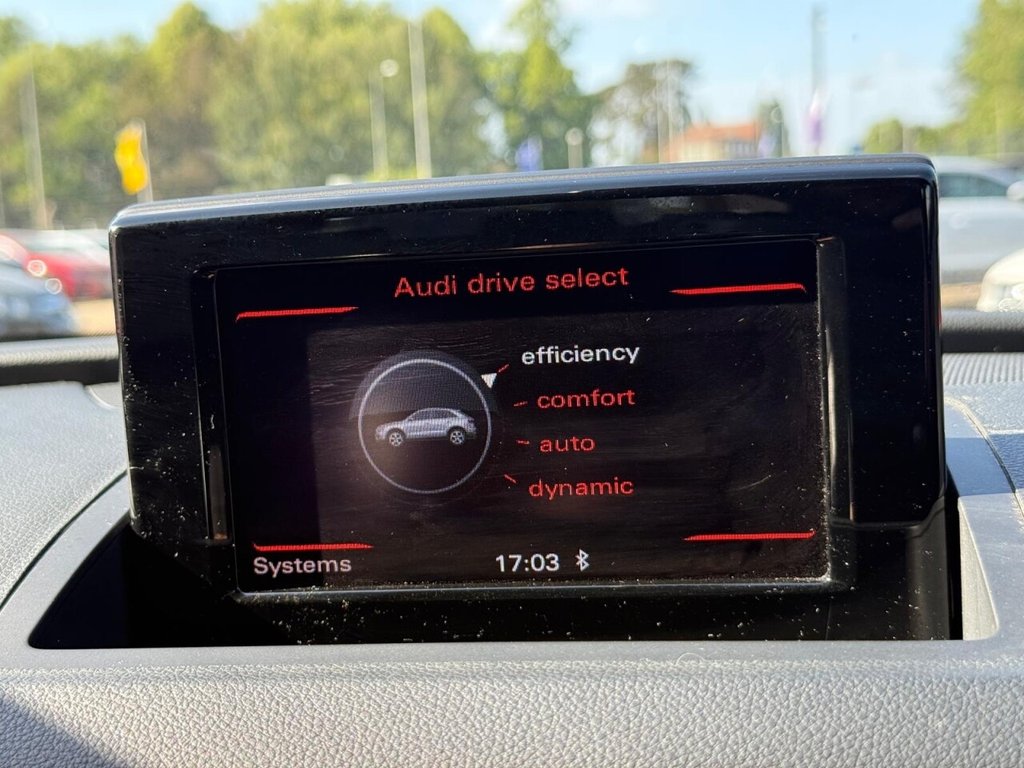 Audi drive select
efficiency
comfort
auto
dynamic
Systems
17:03